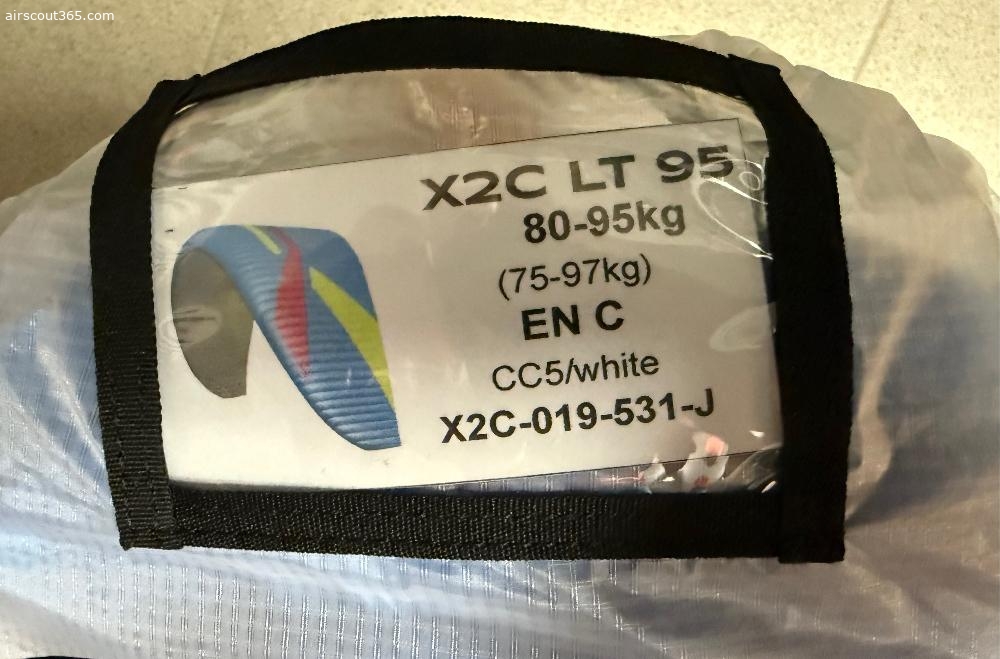 airscout365.com
X2C LT 95
80-95kg
(75-97kg)
EN C
CC5/white
X2C-019-531-J